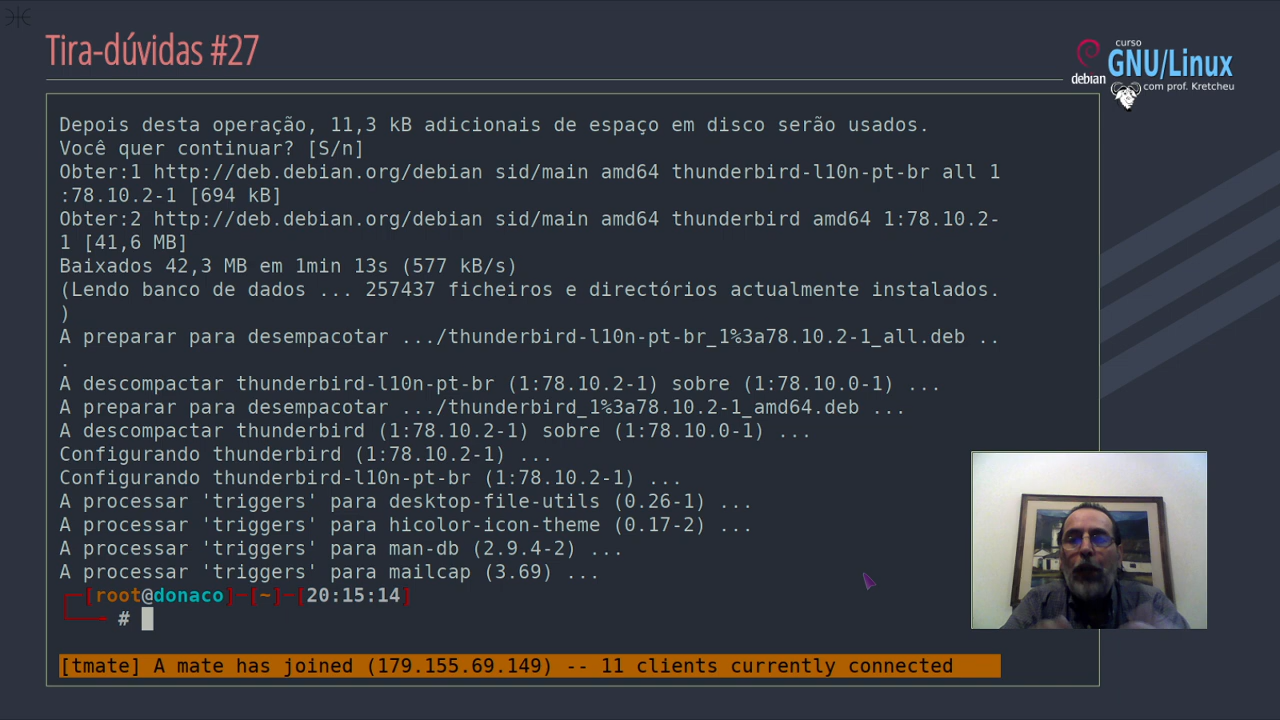 Tira-dúvidas #27
curso
GNU/Linux
debian
com prof. Kretcheu
Depois desta operação, 11,3 kB adicionais de espaço em disco serão usados.
Você quer continuar? [S/n]
Obter:1 http://deb.debian.org/debian sid/main amd64 thunderbird-l10n-pt-br all 1
:78.10.2-1 [694 kB]
Obter:2 http://deb.debian.org/debian sid/main amd64 thunderbird amd64 1:78.10.2-
1 [41,6 MB]
Baixados 42,3 MB em 1min 13s (577 kB/s)
(Lendo banco de dados ... 257437 ficheiros e directórios actualmente instalados.
)
A preparar para desempacotar .../thunderbird-l10n-pt-br_1%3a78.10.2-1_all.deb ..
.
A descompactar thunderbird-l10n-pt-br (1:78.10.2-1) sobre (1:78.10.0-1) ...
A preparar para desempacotar .../thunderbird_1%3a78.10.2-1_amd64.deb ...
A descompactar thunderbird (1:78.10.2-1) sobre (1:78.10.0-1) ...
Configurando thunderbird (1:78.10.2-1) ...
Configurando thunderbird-l10n-pt-br (1:78.10.2-1) ...
A processar 'triggers' para desktop-file-utils (0.26-1) ...
A processar 'triggers' para hicolor-icon-theme (0.17-2) ...
A processar 'triggers' para man-db (2.9.4-2) ...
A processar 'triggers' para mailcap (3.69) ...
┌─[root@donaco]─[~]─[20:15:14]
└──╼ #
[tmate] A mate has joined (179.155.69.149) -- 11 clients currently connected